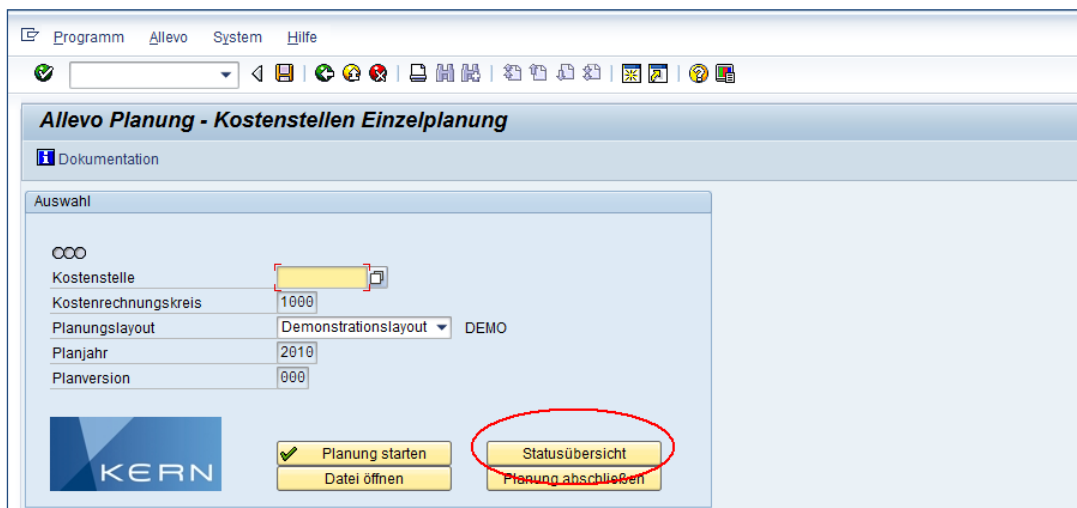 Programm Allevo System Hilfe
Allevo Planung - Kostenstellen Einzelplanung
Dokumentation
Auswahl
Kostenstelle
Kostenrechnungskreis 1000
Planungslayout Demonstrationslayout DEMO
Planjahr 2010
Planversion 000
KERN
Planung starten Statusübersicht
Datei öffnen Planung abschließen